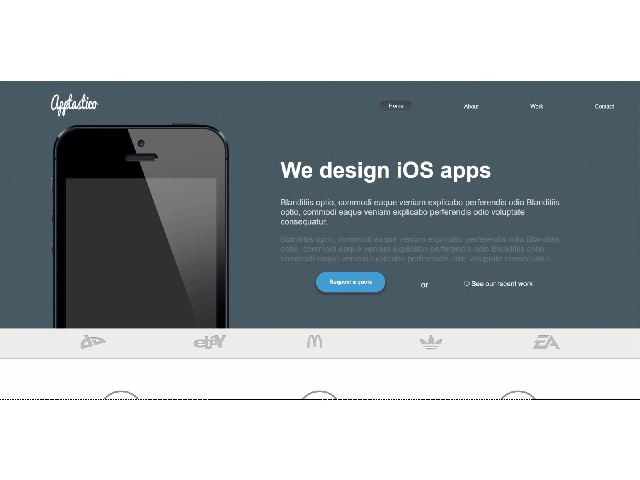 Apptastico
Home
About
Work
Contact
We design iOS apps
Blanditiis optio, commodi eaque veniam explicabo perferendis odio Blanditiis
optio, commodi eaque veniam explicabo perferendis odio voluptate
consequatur.
Blanditiis optio, commodi eaque veniam explicabo perferendis odio Blanditiis
optio, commodi eaque veniam explicabo perferendis odio Blanditiis optio,
commodi eaque veniam explicabo perferantis odio voluptate consequatur.
Request a quote
or
See our recent work
ebaY
EA